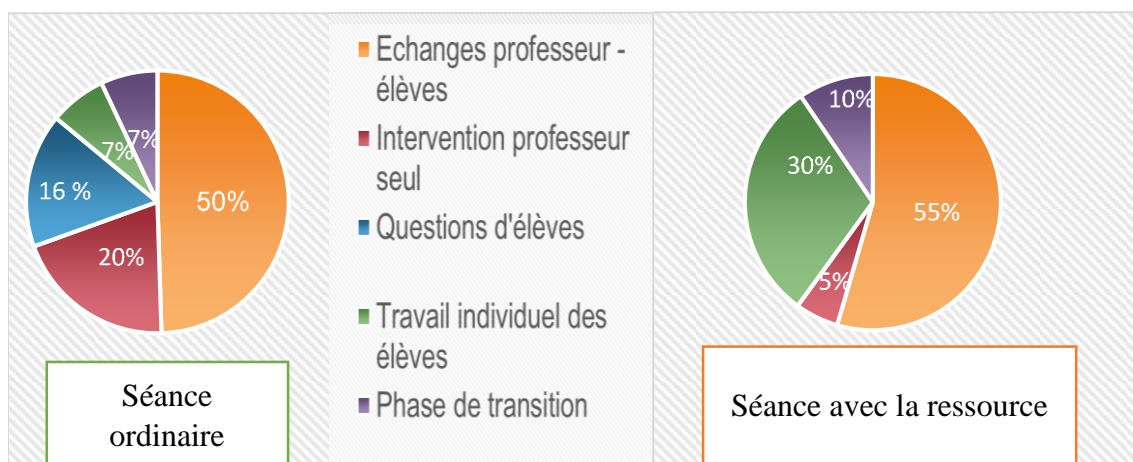 50%
20%
16 %
7%
7%
Echanges professeur -
élèves
Intervention professeur
seul
Questions d'élèves
Travail individuel des
élèves
Phase de transition
55%
5%
30%
10%
Séance
ordinaire
Séance avec la ressource